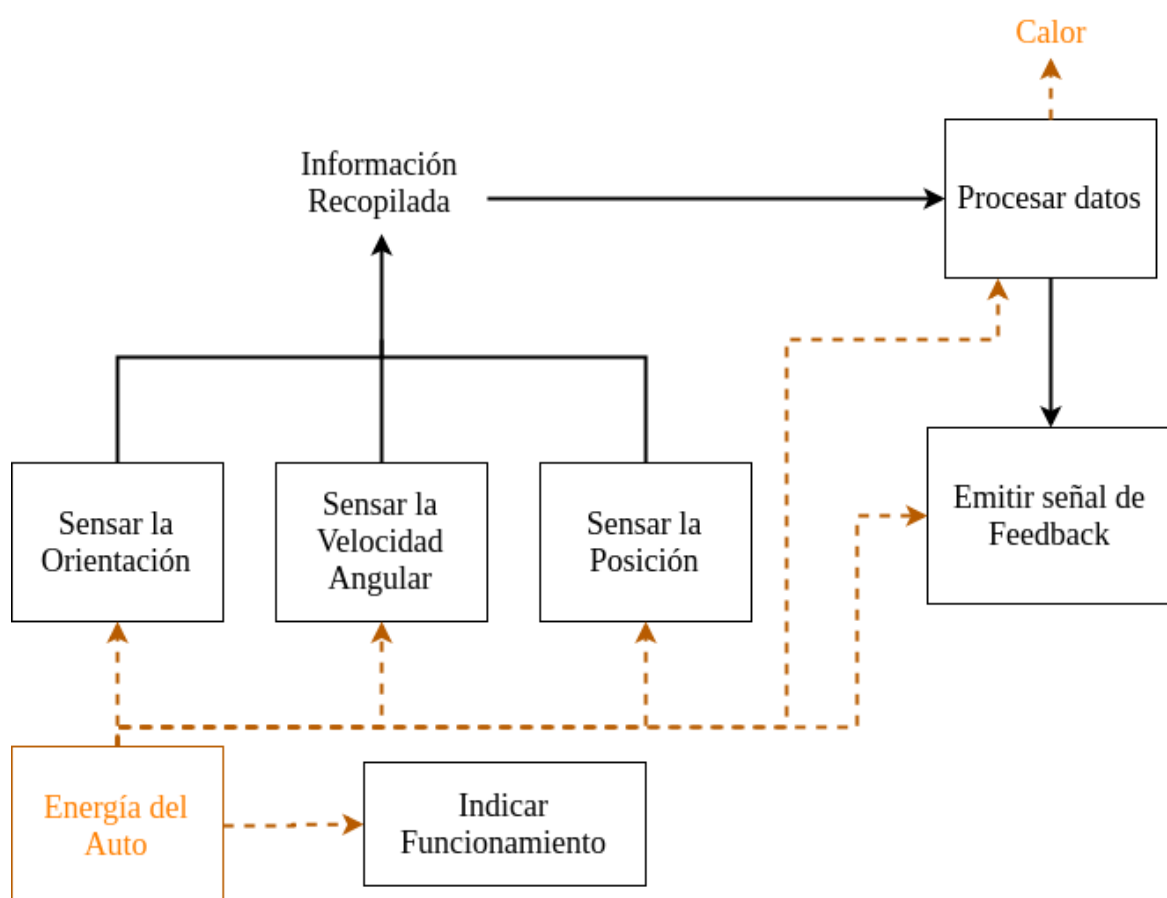 Calor
Información
Recopilada
Procesar datos
Sensar la
Orientación
Sensar la
Velocidad
Angular
Sensar la
Posición
Emitir señal de
Feedback
Energía del
Auto
Indicar
Funcionamiento